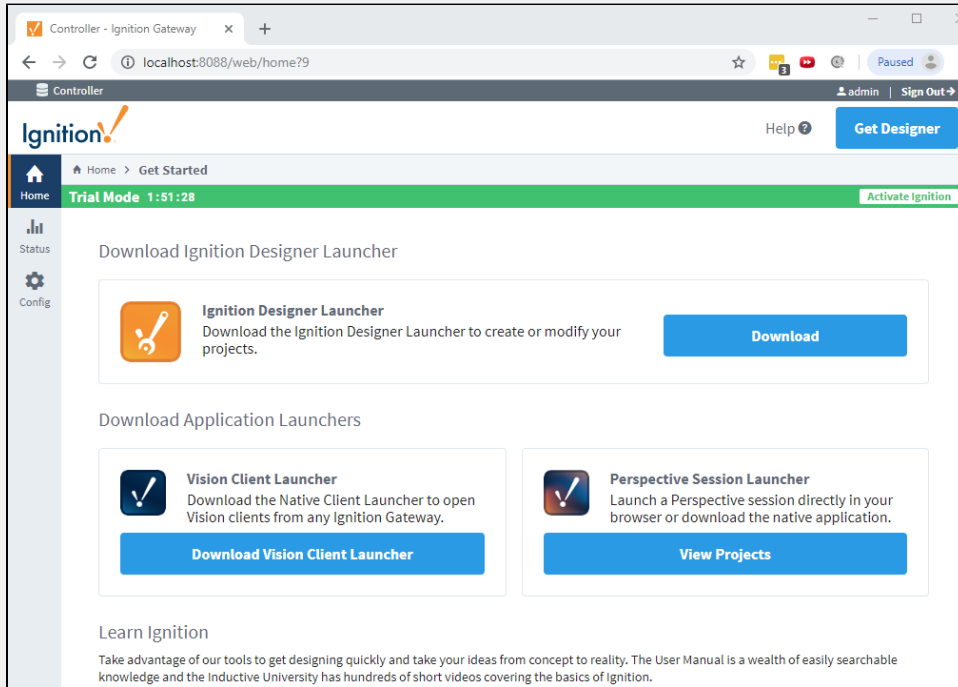 Controller - Ignition Gateway
localhost:8088/web/home?9
3
Paused
Controller
admin | Sign Out
Ignition!
Help ?
Get Designer
Home > Get Started
Home
Trial Mode 1:51:28
Activate Ignition
Status
Config
Download Ignition Designer Launcher
Ignition Designer Launcher
Download the Ignition Designer Launcher to create or modify your
projects.
Download
Download Application Launchers
Vision Client Launcher
Download the Native Client Launcher to open
Vision clients from any Ignition Gateway.
Download Vision Client Launcher
Perspective Session Launcher
Launch a Perspective session directly in your
browser or download the native application.
View Projects
Learn Ignition
Take advantage of our tools to get designing quickly and take your ideas from concept to reality. The User Manual is a wealth of easily searchable
knowledge and the Inductive University has hundreds of short videos covering the basics of Ignition.